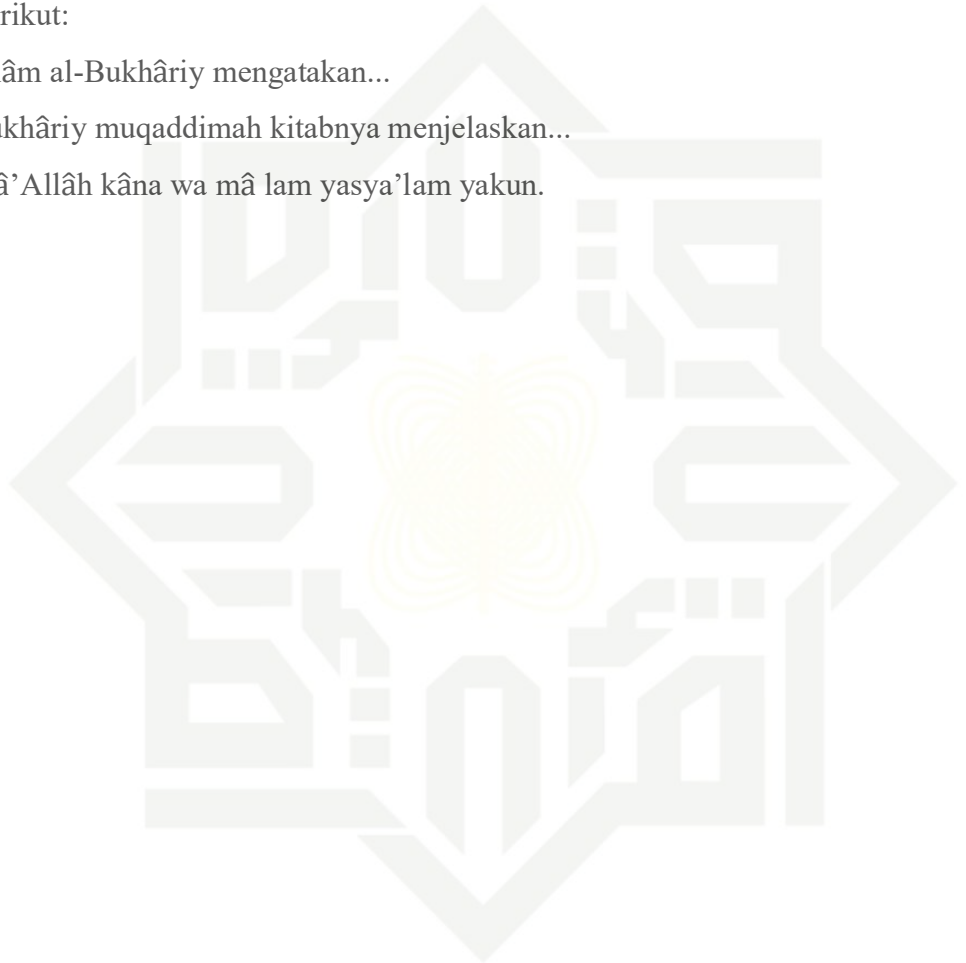 rikut:
âm al-Bukhâriy mengatakan...
ukhâriy muqaddimah kitabnya menjelaskan...
â’Allâh kâna wa mâ lam yasya’lam yakun.